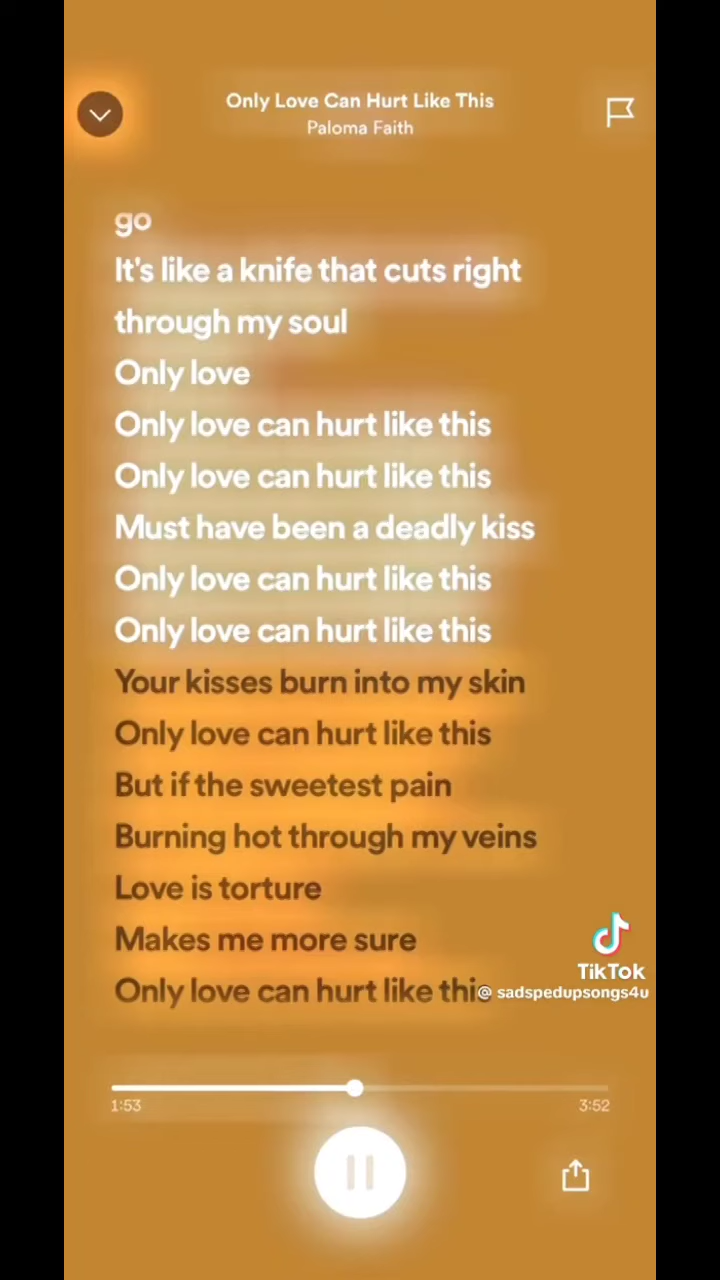 Only Love Can Hurt Like This
Paloma Faith
go
It's like a knife that cuts right
through my soul
Only love
Only love can hurt like this
Only love can hurt like this
Must have been a deadly kiss
Only love can hurt like this
Only love can hurt like this
Your kisses burn into my skin
Only love can hurt like this
But if the sweetest pain
Burning hot through my veins
Love is torture
Makes me more sure
Only love can hurt like this
TikTok
@ sadspedupsongs4u
1:53
3:52